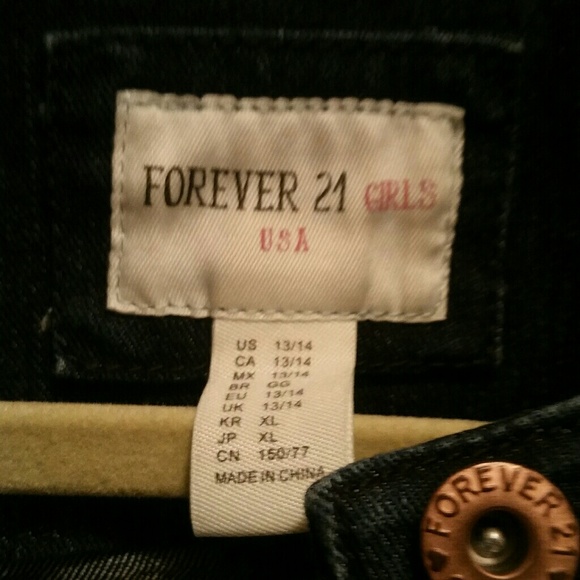 FOREVER 21 GIRLS
USA
US 13/14
CA 13/14
MX 13/14
BR GG
EU 13/14
UK 13/14
KR XL
JP XL
CN 150/77
MADE IN CHINA
FOREVER 21